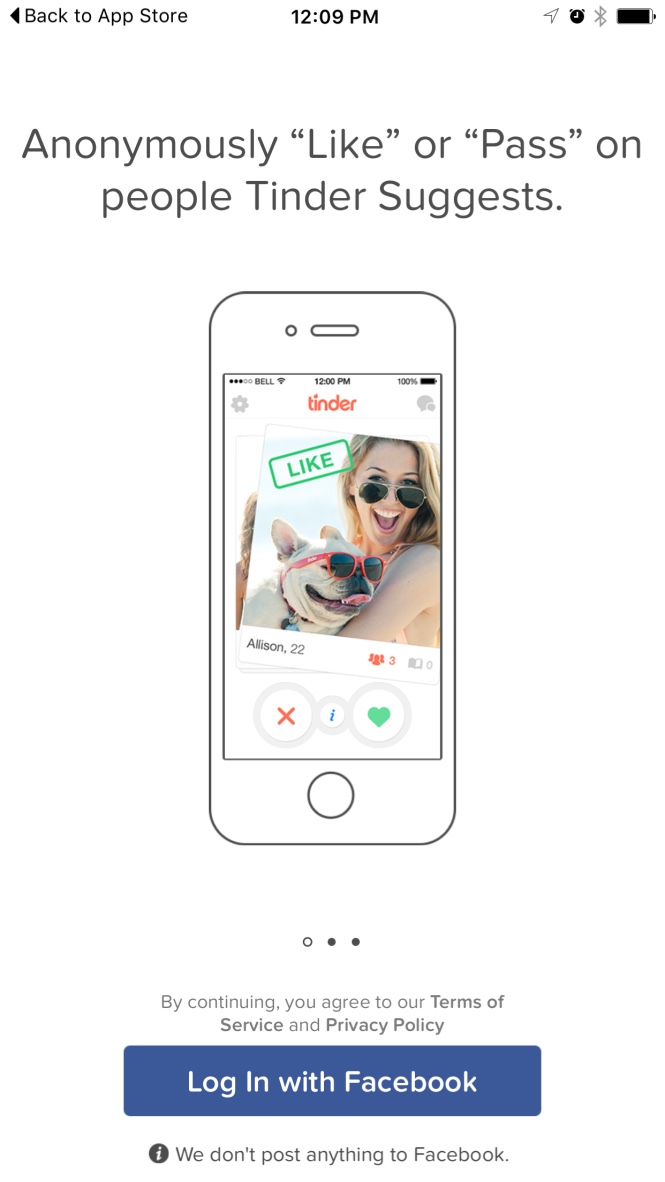 Back to App Store 12:09 PM
Anonymously “Like” or “Pass” on
people Tinder Suggests.
BELL 12:00 PM 100%
tinder
LIKE
Allison, 22 3 0
i
By continuing, you agree to our Terms of
Service and Privacy Policy
Log In with Facebook
i We don't post anything to Facebook.